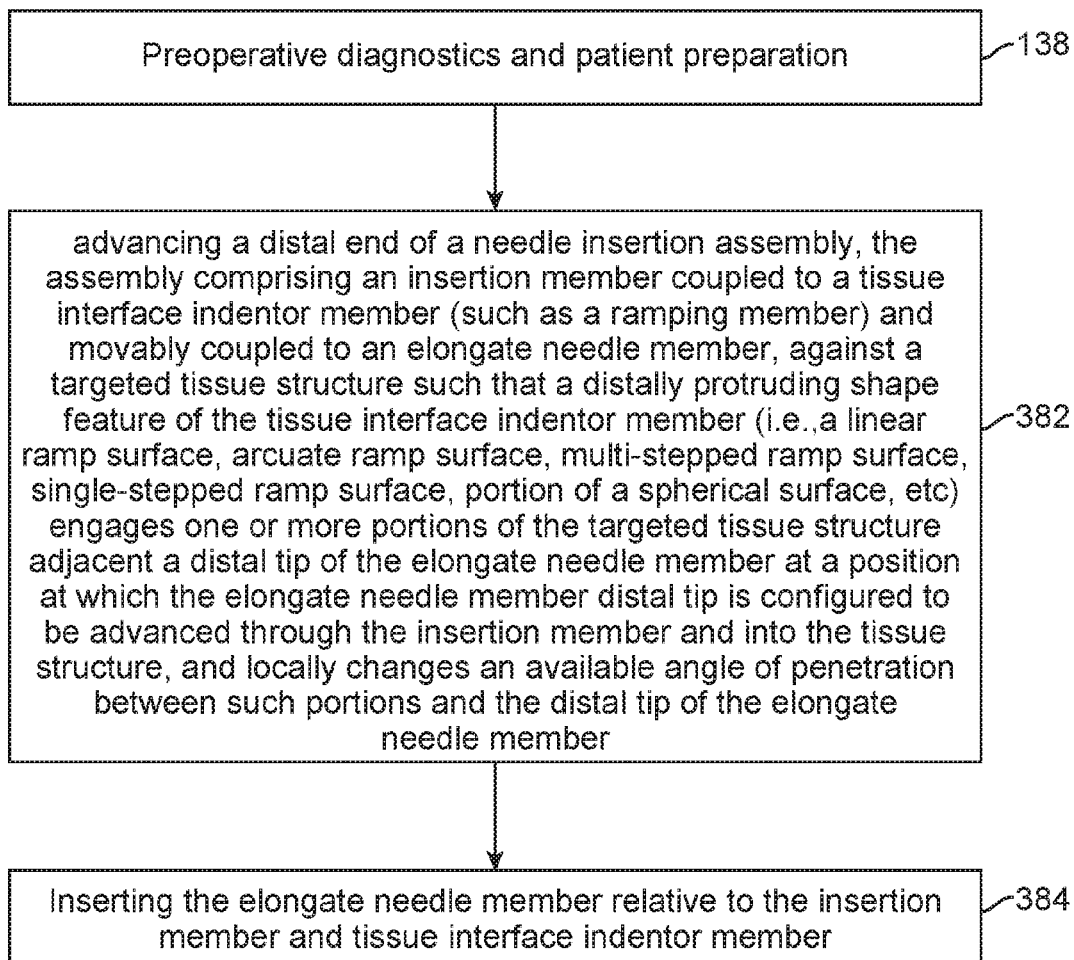 Preoperative diagnostics and patient preparation
138
advancing a distal end of a needle insertion assembly, the
assembly comprising an insertion member coupled to a tissue
interface indentor member (such as a ramping member) and
movably coupled to an elongate needle member, against a
targeted tissue structure such that a distally protruding shape
feature of the tissue interface indentor member (i.e.,a linear
ramp surface, arcuate ramp surface, multi-stepped ramp surface,
single-stepped ramp surface, portion of a spherical surface, etc)
engages one or more portions of the targeted tissue structure
adjacent a distal tip of the elongate needle member at a position
at which the elongate needle member distal tip is configured to
be advanced through the insertion member and into the tissue
structure, and locally changes an available angle of penetration
between such portions and the distal tip of the elongate
needle member
382
Inserting the elongate needle member relative to the insertion
member and tissue interface indentor member
384